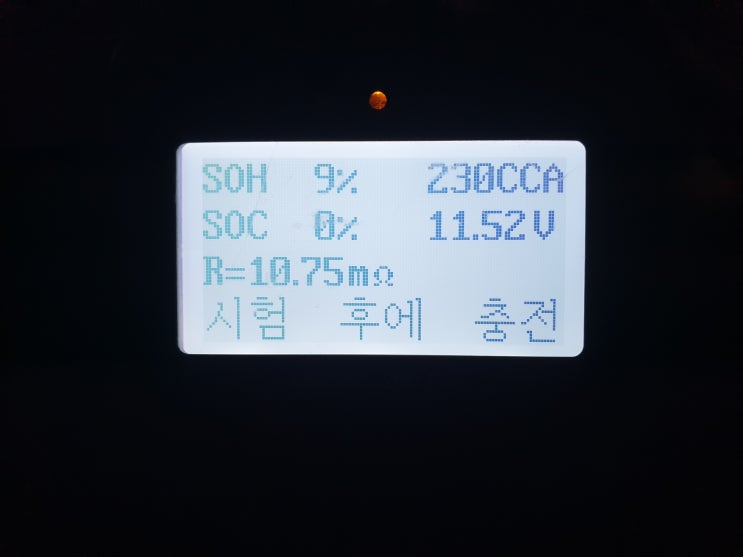 SOH 9% 230CCA
SOC 0% 11.52V
R=10.75mΩ
시험 후에 충전